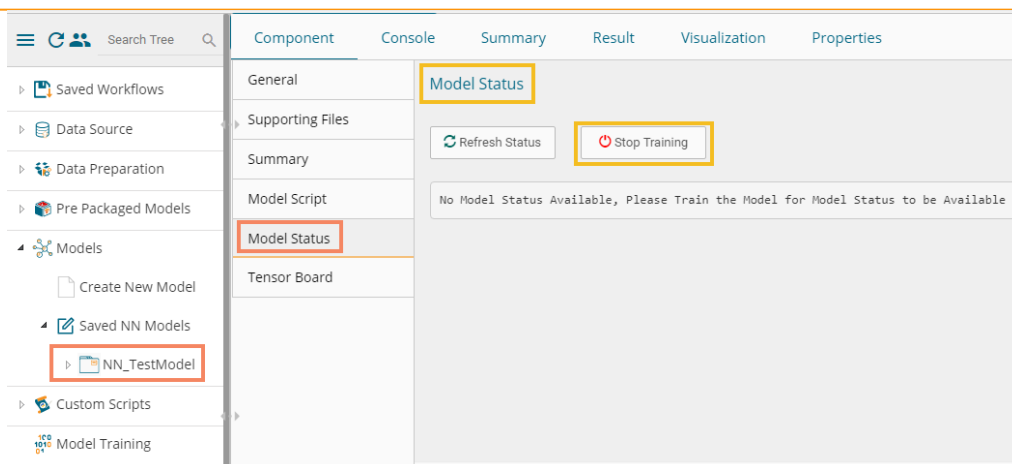 Search Tree
Component Console Summary Result Visualization Properties
Saved Workflows
Data Source
Data Preparation
Pre Packaged Models
Models
Create New Model
Saved NN Models
NN_TestModel
Custom Scripts
Model Training
General
Supporting Files
Summary
Model Script
Model Status
Tensor Board
Model Status
Refresh Status Stop Training
No Model Status Available, Please Train the Model for Model Status to be Available